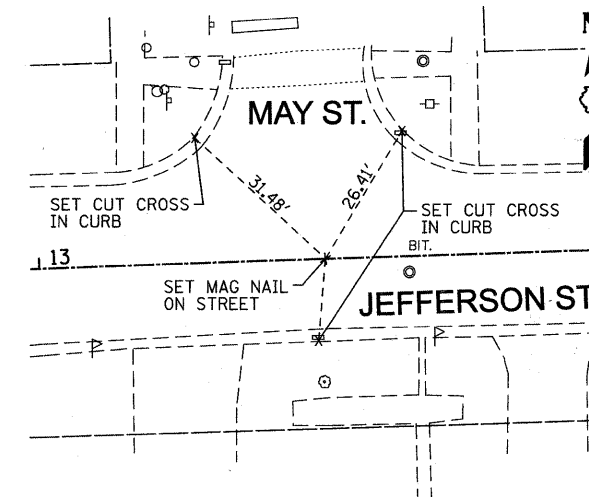 MAY ST.
31.48'
26.41'
SET CUT CROSS
IN CURB
SET CUT CROSS
IN CURB
BIT.
13
SET MAG NAIL
ON STREET
JEFFERSON ST